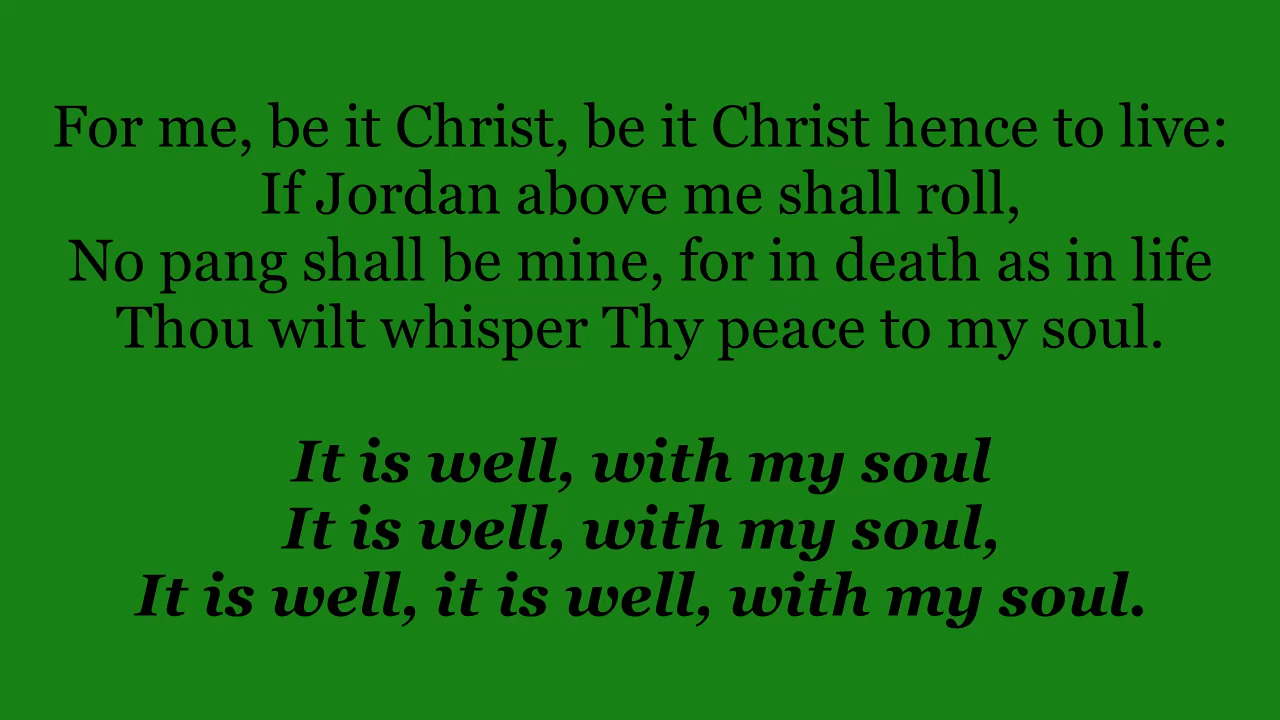 For me, be it Christ, be it Christ hence to live:
If Jordan above me shall roll,
No pang shall be mine, for in death as in life
Thou wilt whisper Thy peace to my soul.
It is well, with my soul
It is well, with my soul,
It is well, it is well, with my soul.